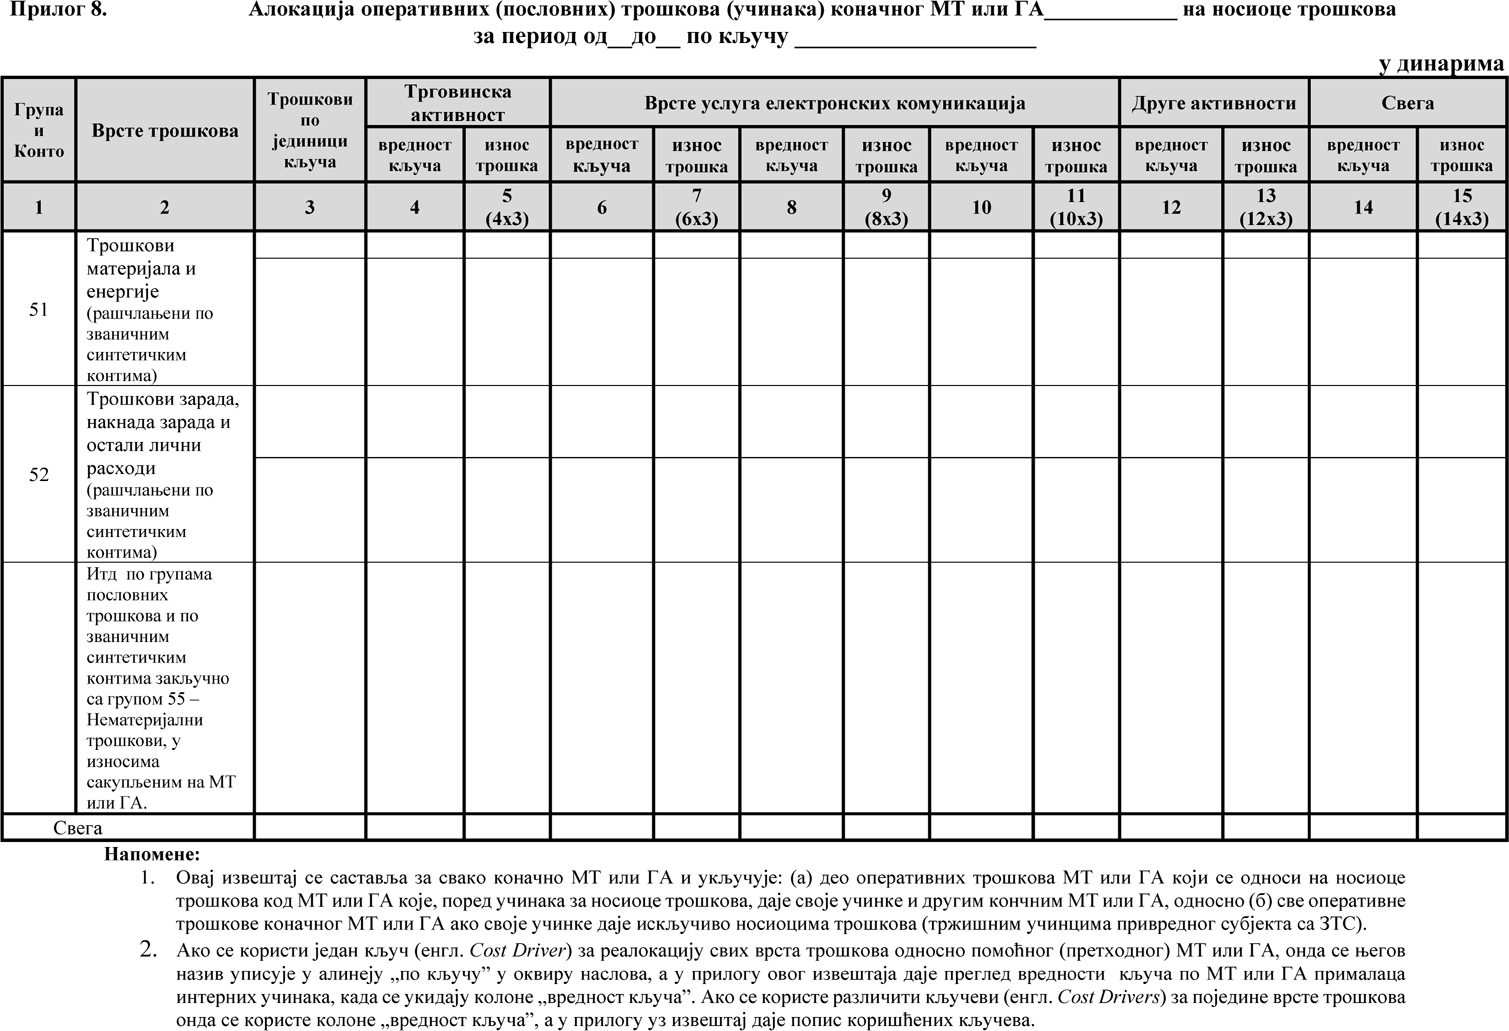 Прилог 8. Алокација оперативних (пословних) трошкова (учинака) коначног МТ или ГА____________ на носиоце трошкова
за период од__до__ по кључу ______________________
у динарима
Група и Конто | Врсте трошкова | Трошкови по јединици кључа | Трговинска активност | Врсте услуга електронских комуникација | Друге активности | Свега
вредност кључа | износ трошка | вредност кључа | износ трошка | вредност кључа | износ трошка | вредност кључа | износ трошка | вредност кључа | износ трошка | вредност кључа | износ трошка
1 | 2 | 3 | 4 | 5 (4x3) | 6 | 7 (6x3) | 8 | 9 (8x3) | 10 | 11 (10x3) | 12 | 13 (12x3) | 14 | 15 (14x3)
51
Трошкови
материјала и
енергије
(рашчлањени по
званичним
синтетичким
контима)
52
Трошкови зарада,
накнада зарада и
остали лични
расходи
(рашчлањени по
званичним
синтетичким
контима)
Итд по групама
пословних
трошкова и по
званичним
синтетичким
контима закључно
са групом 55 –
Нематеријални
трошкови, у
износима
сакупљеним на МТ
или ГА.
Свега
Напомене:
1. Овај извештај се саставља за свако коначно МТ или ГА и укључује: (а) део оперативних трошкова МТ или ГА који се односи на носиоце
трошкова код МТ или ГА које, поред учинака за носиоце трошкова, даје своје учинке и другим кончним МТ или ГА, односно (б) све оперативне
трошкове коначног МТ или ГА ако своје учинке даје искључиво носиоцима трошкова (тржишним учинцима привредног субјекта са ЗТС).
2. Ако се користи један кључ (енгл. Cost Driver) за реалокацију свих врста трошкова односно помоћног (претходног) МТ или ГА, онда се његов
назив уписује у алинеју „по кључу” у оквиру наслова, а у прилогу овог извештаја даје преглед вредности кључа по МТ или ГА прималаца
интерних учинака, када се укидају колоне „вредност кључа”. Ако се користе различити кључеви (енгл. Cost Drivers) за поједине врсте трошкова
онда се користе колоне „вредност кључа”, а у прилогу уз извештај даје попис коришћених кључева.